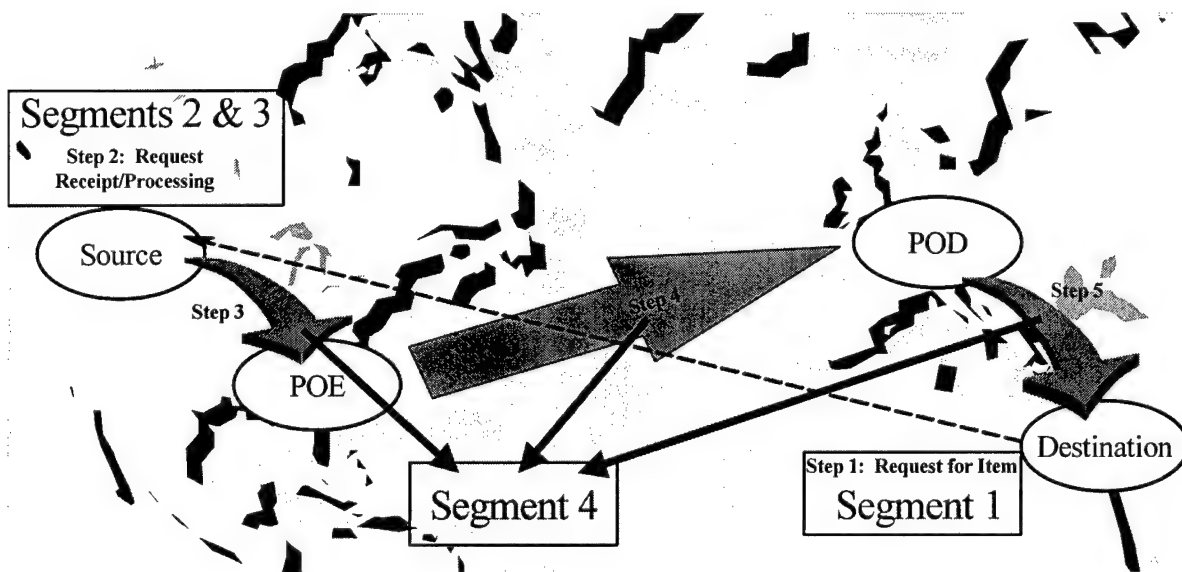 Segments 2 & 3
Step 2: Request
Receipt/Processing
Source
POD
Step 3
Step 4
Step 5
POE
Step 1: Request for Item
Destination
Segment 4
Segment 1